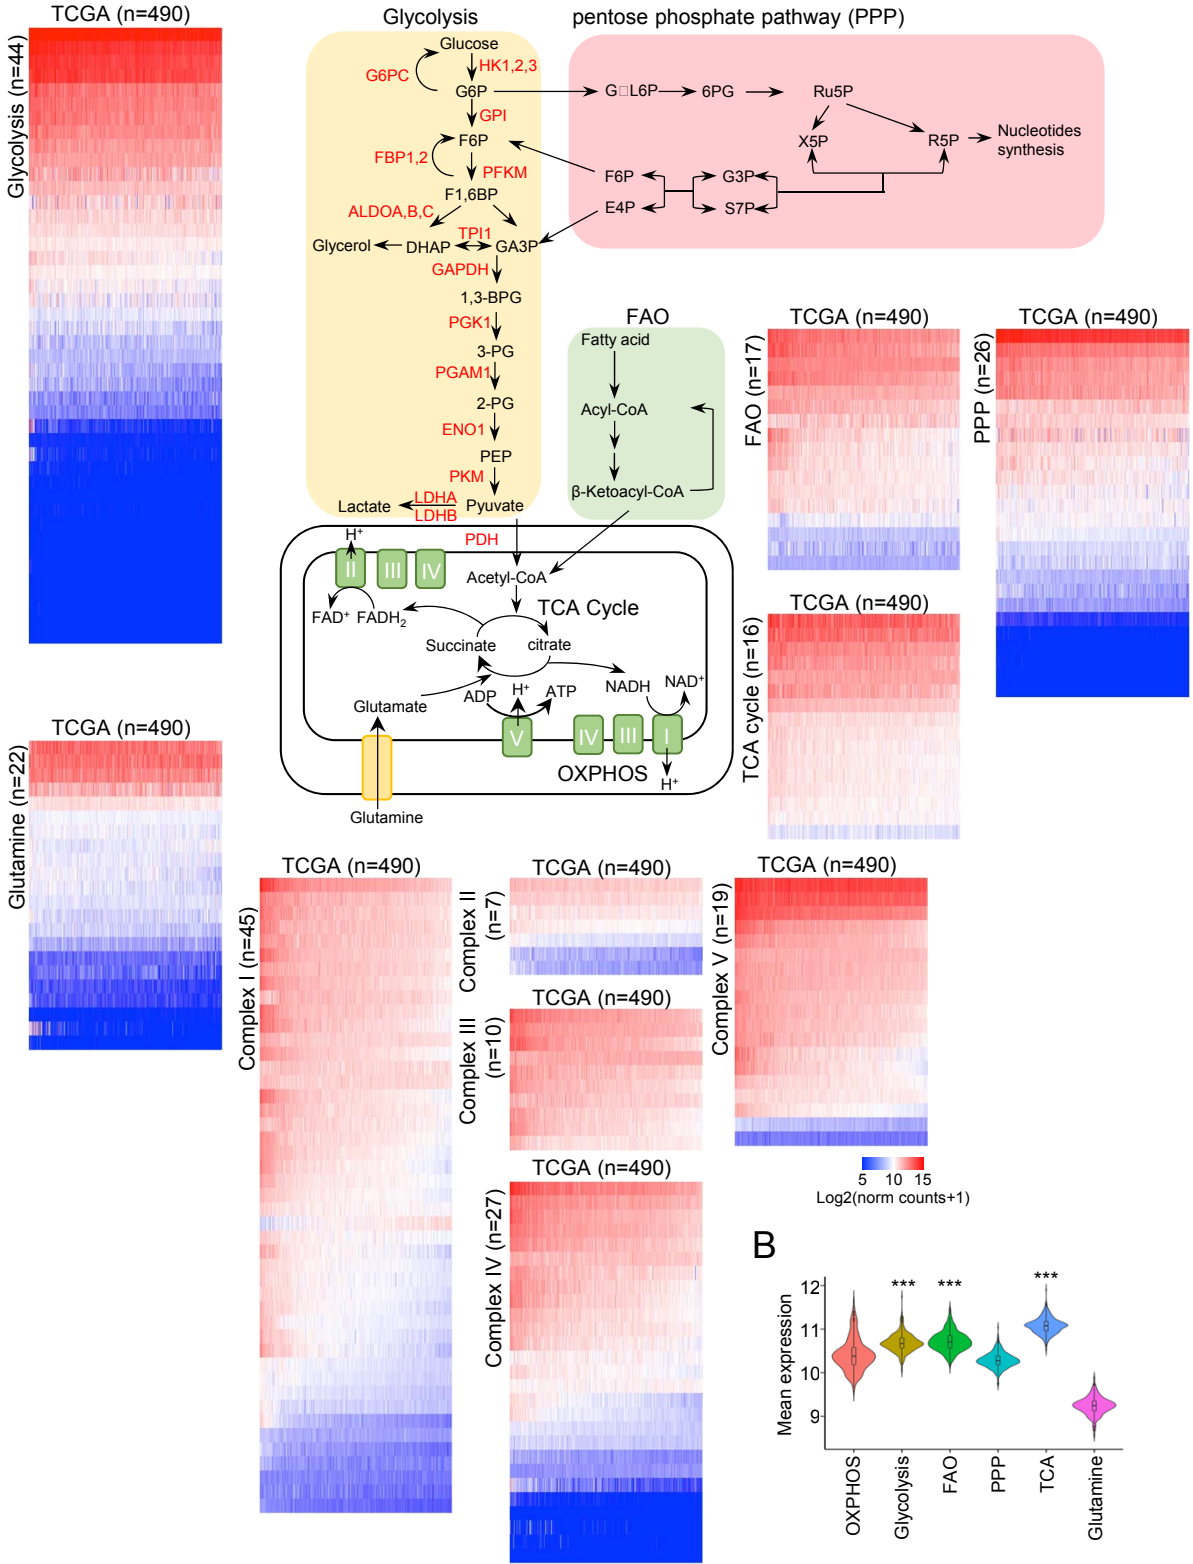 TCGA (n=490)
Glycolysis (n=44)
Glycolysis
pentose phosphate pathway (PPP)
Glucose
G6PC
HK1,2,3
G6P
G□L6P
6PG
Ru5P
GPI
F6P
X5P
R5P
Nucleotides
synthesis
FBP1,2
PFKM
F6P
G3P
F1,6BP
E4P
S7P
ALDOA,B,C
TPI1
Glycerol
DHAP
GA3P
GAPDH
1,3-BPG
PGK1
3-PG
PGAM1
2-PG
ENO1
PEP
PKM
LDHA
Lactate
Pyuvate
LDHB
FAO
Fatty acid
Acyl-CoA
β-Ketoacyl-CoA
TCGA (n=490)
FAO (n=17)
TCGA (n=490)
PPP (n=26)
H+
PDH
II
III
IV
Acetyl-CoA
FAD+
FADH2
TCA Cycle
Succinate
citrate
ADP
H+
ATP
NADH
NAD+
Glutamate
V
IV
III
I
OXPHOS
H+
Glutamine
TCGA (n=490)
TCA cycle (n=16)
TCGA (n=490)
Glutamine (n=22)
TCGA (n=490)
Complex I (n=45)
TCGA (n=490)
Complex II
(n=7)
TCGA (n=490)
Complex III
(n=10)
TCGA (n=490)
Complex IV (n=27)
TCGA (n=490)
Complex V (n=19)
5 10 15
Log2(norm counts+1)
B
Mean expression
12
11
10
9
***
***
***
OXPHOS
Glycolysis
FAO
PPP
TCA
Glutamine